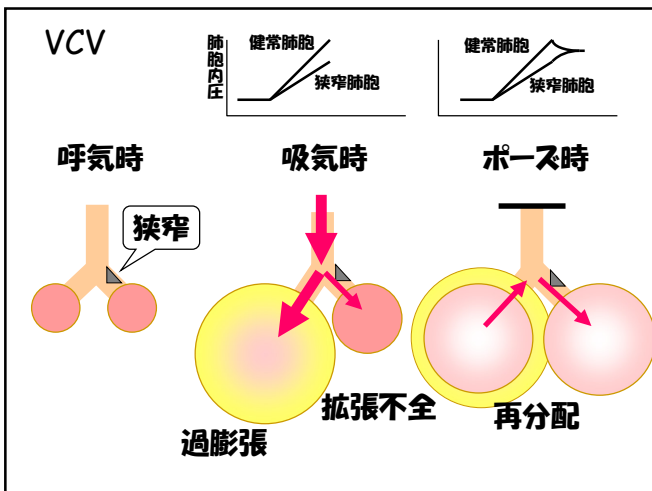 VCV
肺胞内圧
健常肺胞
狭窄肺胞
健常肺胞
狭窄肺胞
呼気時
吸気時
ポーズ時
狭窄
拡張不全
過膨張
再分配